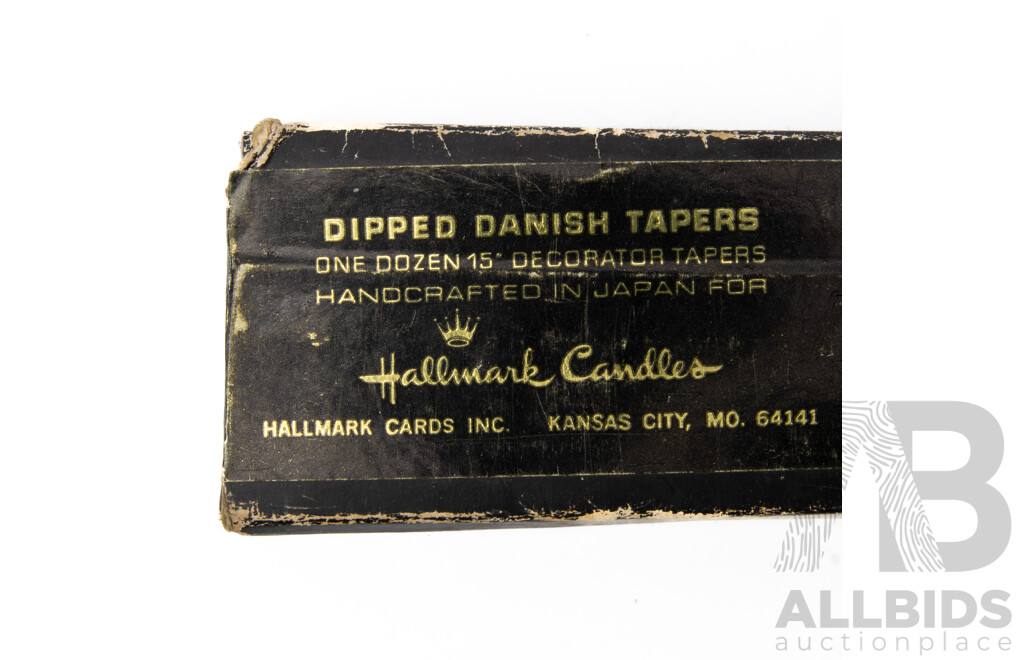 DIPPED DANISH TAPERS
ONE DOZEN 15" DECORATOR TAPERS
HANDCRAFTED IN JAPAN FOR
Hallmark Candles
HALLMARK CARDS INC. KANSAS CITY, MO. 64141
AB
ALLBIDS
auctionplace